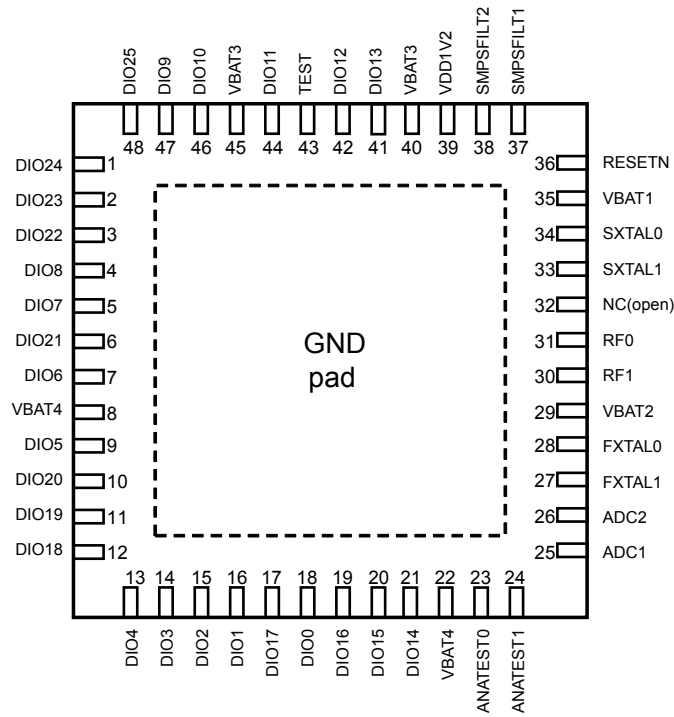 DIO25
DIO9
DIO10
VBAT3
DIO11
TEST
DIO12
DIO13
VBAT3
VDD1V2
SMPSFILT2
SMPSFILT1
48 47 46 45 44 43 42 41 40 39 38 37
DIO24 1
DIO23 2
DIO22 3
DIO8 4
DIO7 5
DIO21 6
DIO6 7
VBAT4 8
DIO5 9
DIO20 10
DIO19 11
DIO18 12
GND
pad
36 RESETN
35 VBAT1
34 SXTAL0
33 SXTAL1
32 NC(open)
31 RF0
30 RF1
29 VBAT2
28 FXTAL0
27 FXTAL1
26 ADC2
25 ADC1
13 14 15 16 17 18 19 20 21 22 23 24
DIO4
DIO3
DIO2
DIO1
DIO17
DIO0
DIO16
DIO15
DIO14
VBAT4
ANATEST0
ANATEST1